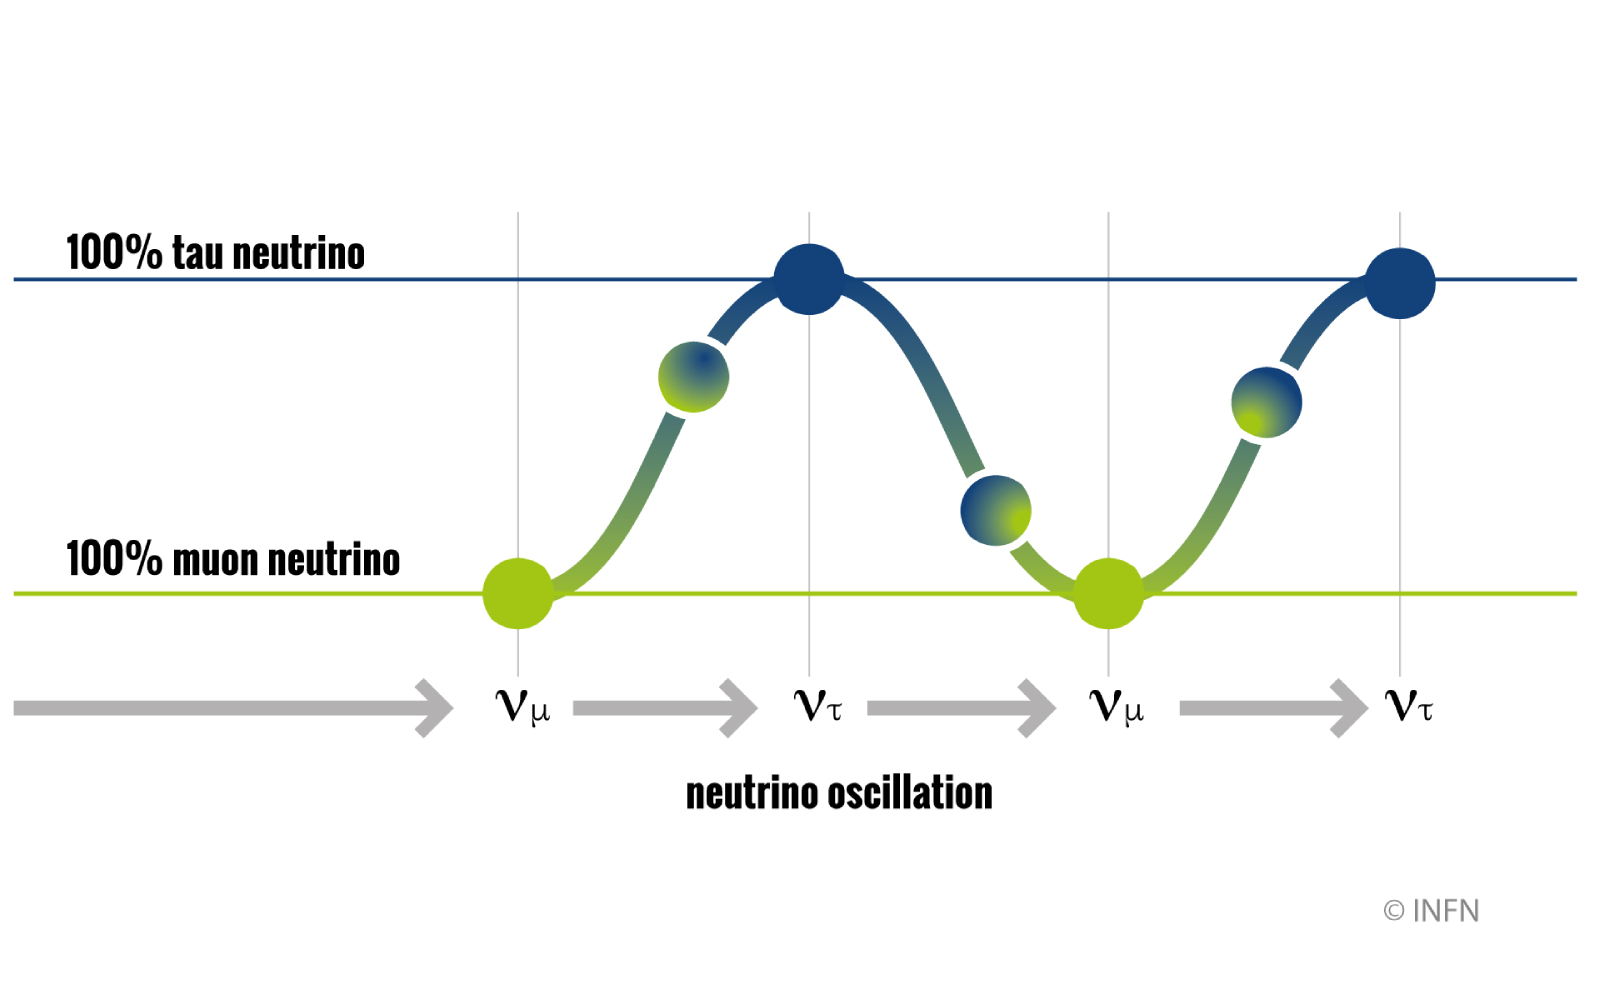 100% tau neutrino
100% muon neutrino
νμ ντ νμ ντ
neutrino oscillation
© INFN